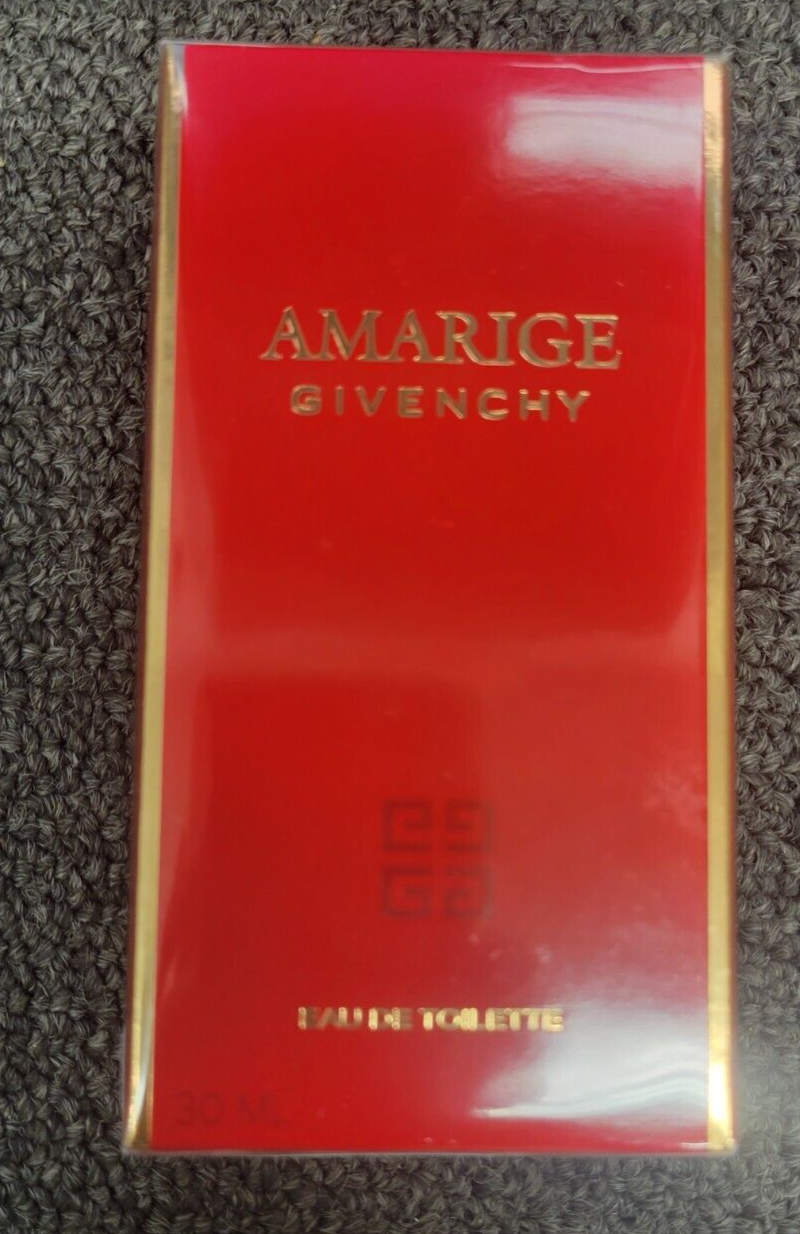 AMARIGE
GIVENCHY
EAU DE TOILETTE
30 ML